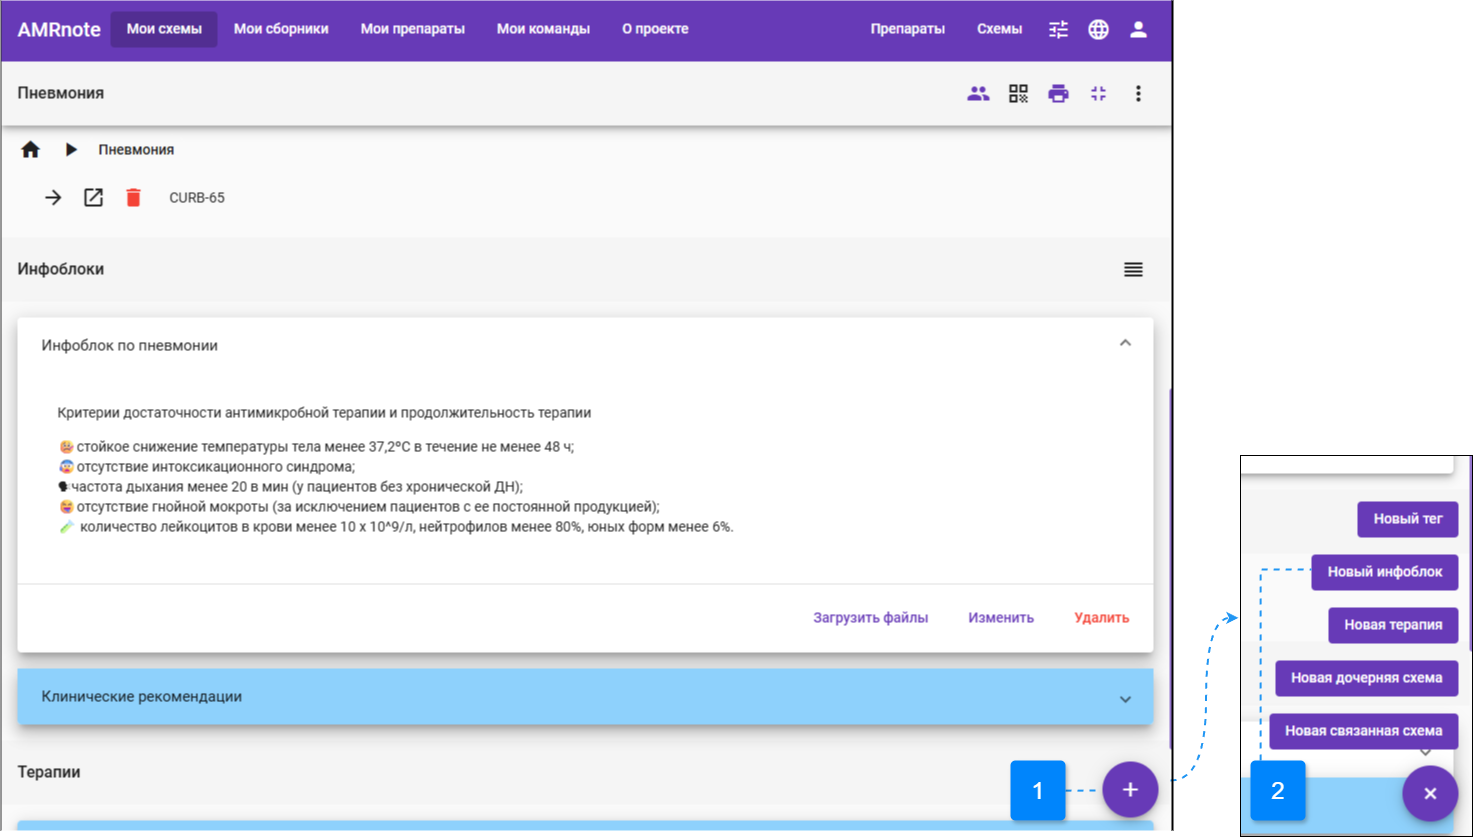 AMRnote Мои схемы Мои сборники Мои препараты Мои команды О проекте Препараты Схемы
Пневмония
Пневмония
CURB-65
Инфоблоки
Инфоблок по пневмонии
Критерии достаточности антимикробной терапии и продолжительность терапии
стойкое снижение температуры тела менее 37,2ºС в течение не менее 48 ч;
отсутствие интоксикационного синдрома;
частота дыхания менее 20 в мин (у пациентов без хронической ДН);
отсутствие гнойной мокроты (за исключением пациентов с ее постоянной продукцией);
количество лейкоцитов в крови менее 10 x 10^9/л, нейтрофилов менее 80%, юных форм менее 6%.
Загрузить файлы Изменить Удалить
Клинические рекомендации
Терапии
1
Новый тег
Новый инфоблок
Новая терапия
Новая дочерняя схема
Новая связанная схема
2